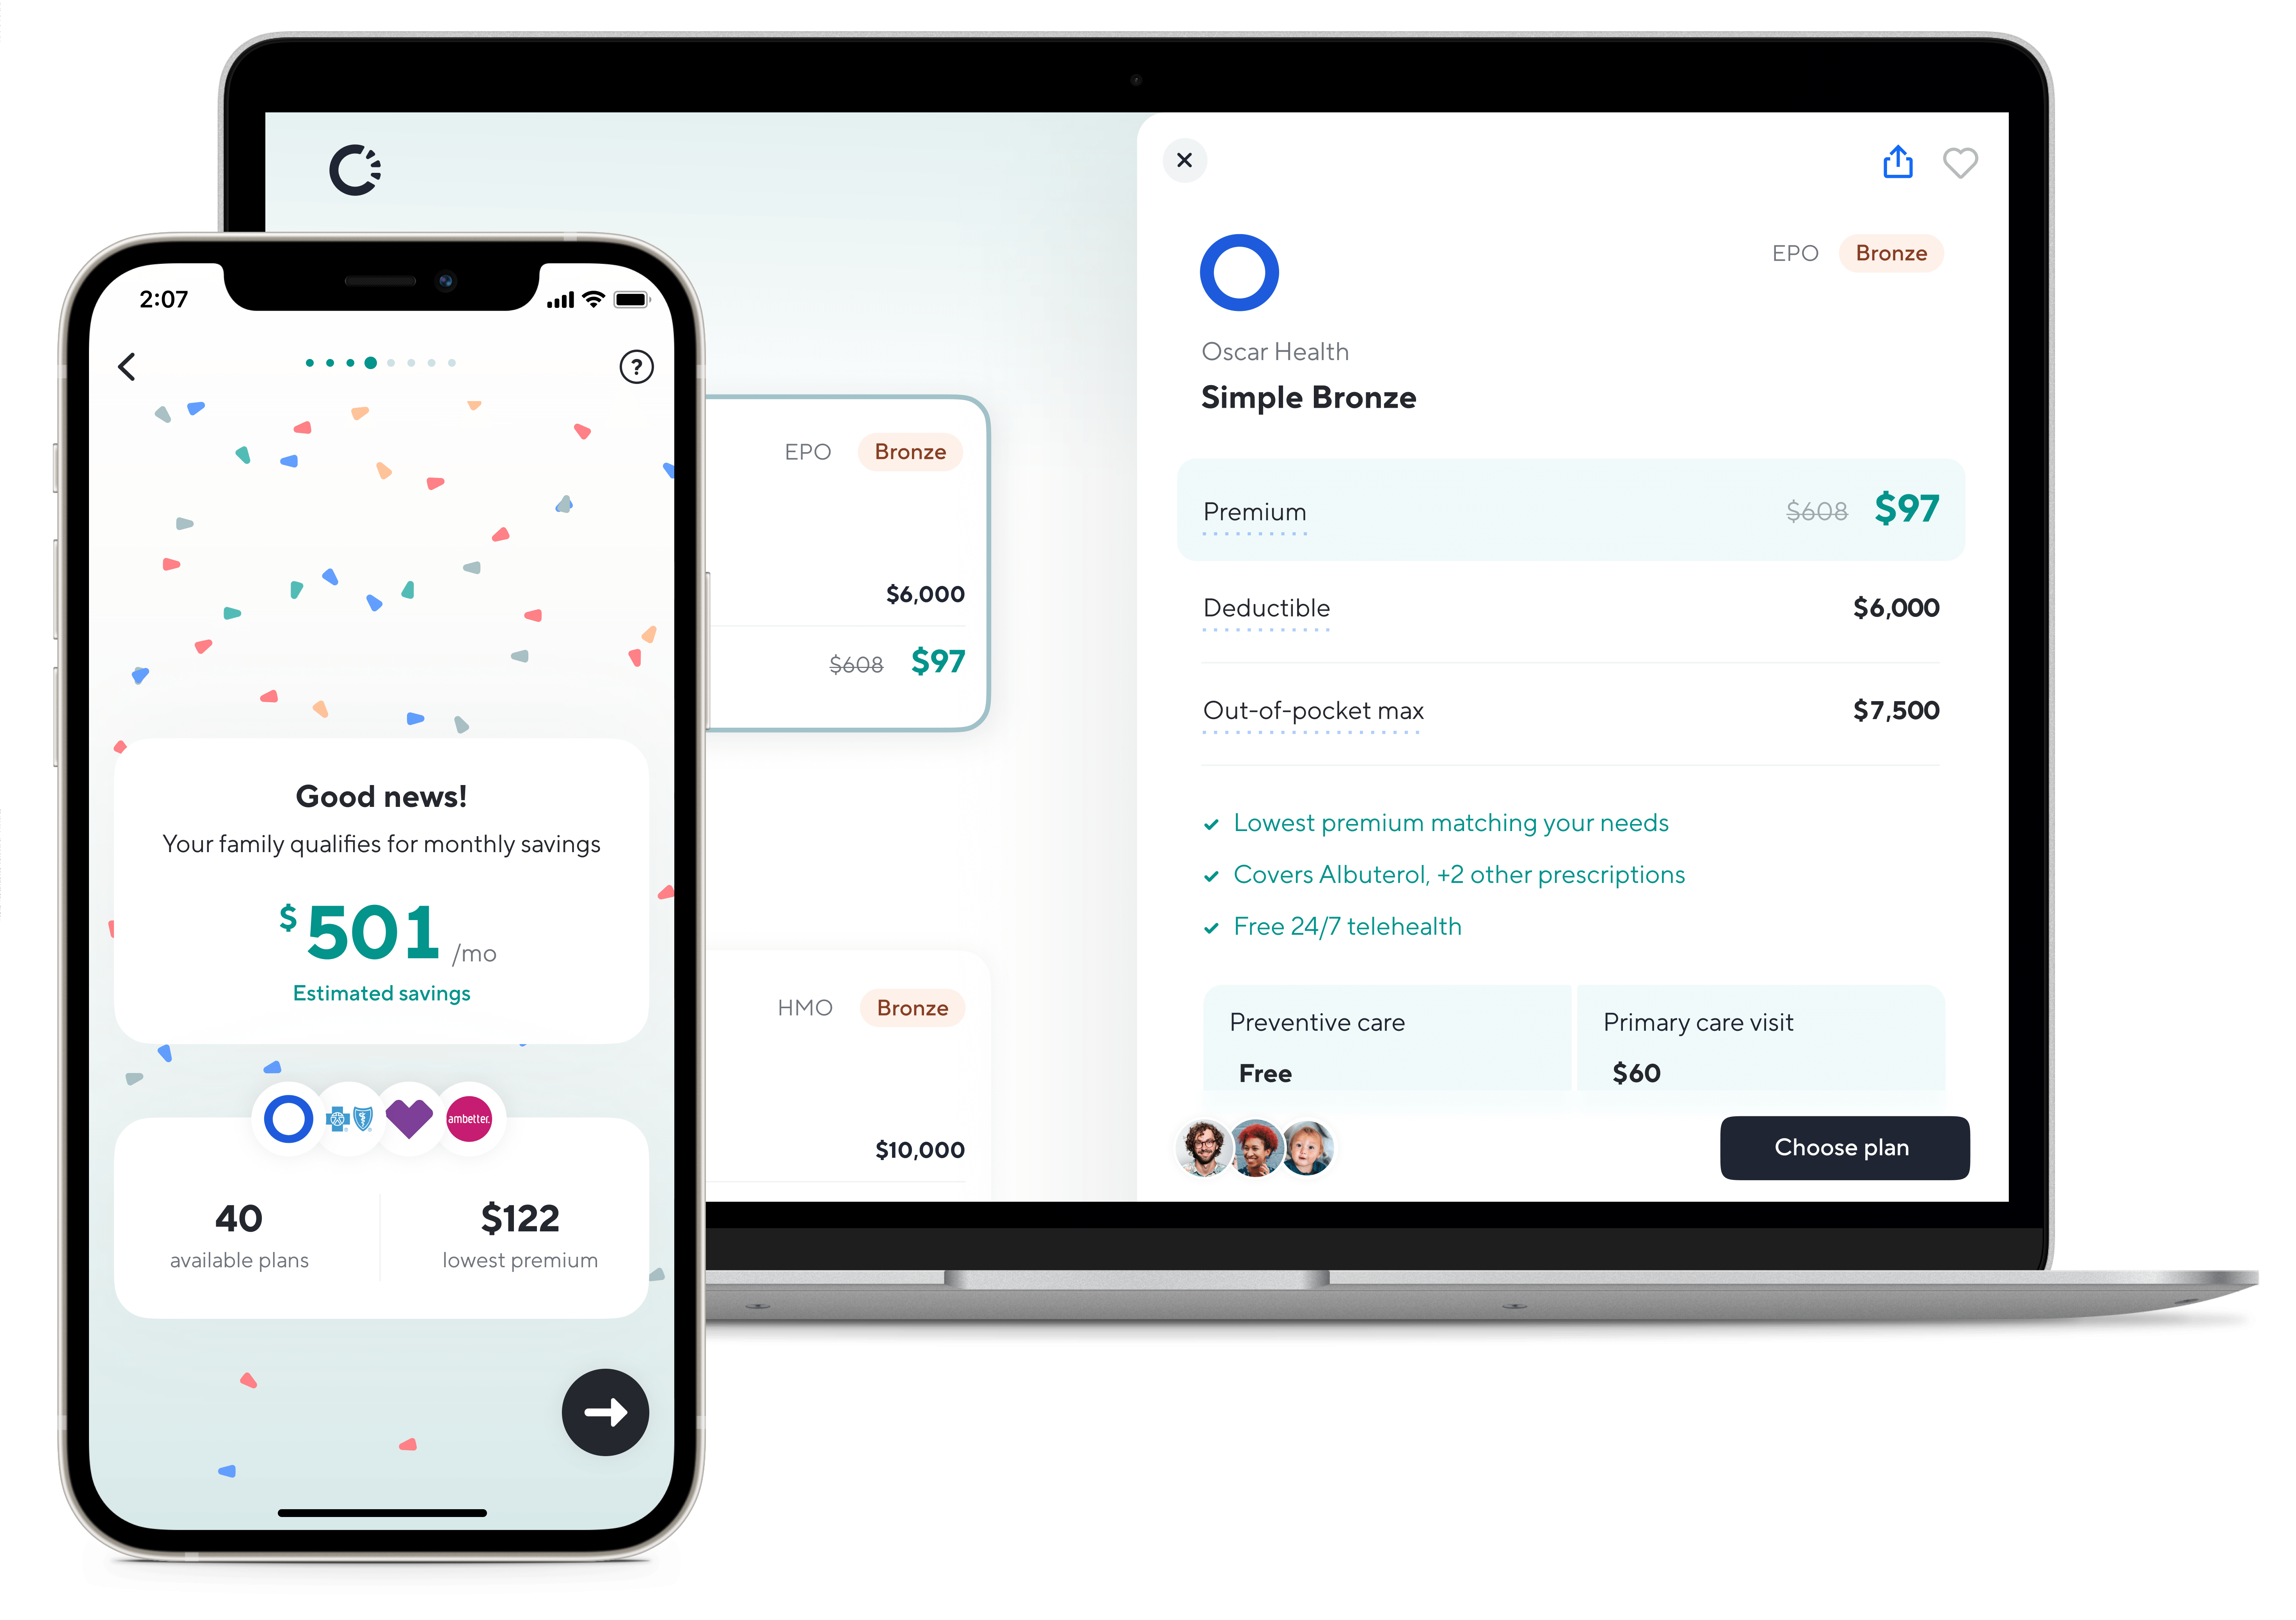 2:07
?
Good news!
Your family qualifies for monthly savings
$501 /mo
Estimated savings
ambetter.
40
available plans
$122
lowest premium
EPO Bronze
$6,000
$608 $97
HMO Bronze
$10,000
EPO Bronze
Oscar Health
Simple Bronze
Premium $608 $97
Deductible $6,000
Out-of-pocket max $7,500
Lowest premium matching your needs
Covers Albuterol, +2 other prescriptions
Free 24/7 telehealth
Preventive care
Free
Primary care visit
$60
Choose plan